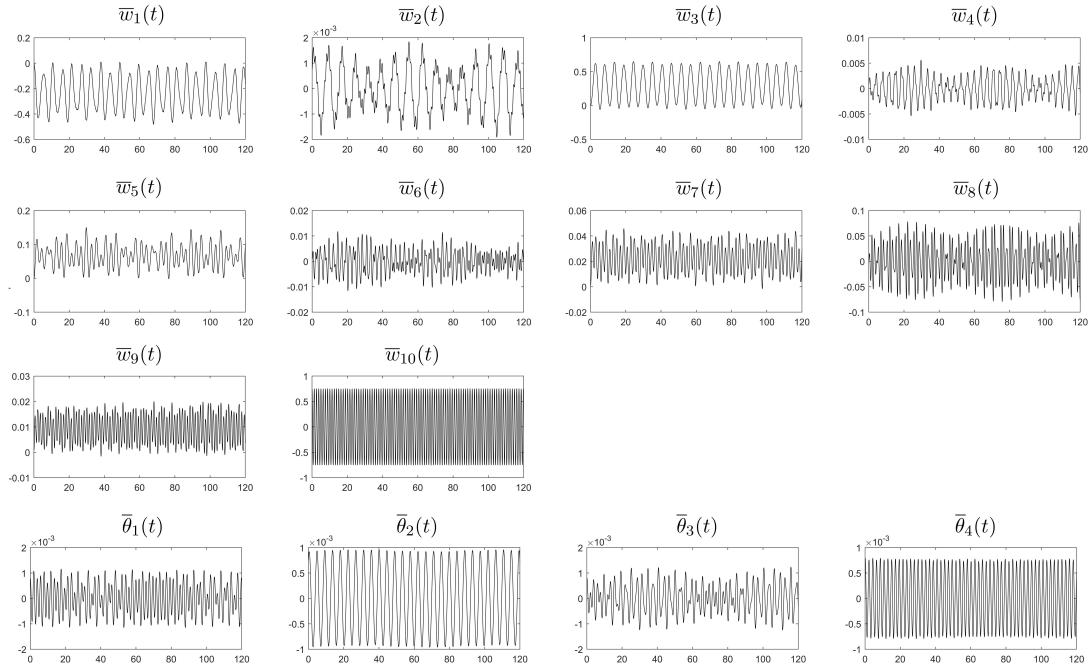 w̅₁(t) w̅₂(t) w̅₃(t) w̅₄(t)
×10⁻³
0.2 2 1 0.01
0 1 0.5 0.005
-0.2 0 0 0
-0.4 -1 -0.005
-0.6 -2 -0.5 -0.01
0 20 40 60 80 100 120 0 20 40 60 80 100 120 0 20 40 60 80 100 120 0 20 40 60 80 100 120
w̅₅(t) w̅₆(t) w̅₇(t) w̅₈(t)
0.2 0.02 0.06 0.1
0.1 0.01 0.04 0.05
0 0 0.02 0
-0.01 0 -0.05
-0.1 -0.02 -0.02 -0.1
0 20 40 60 80 100 120 0 20 40 60 80 100 120 0 20 40 60 80 100 120 0 20 40 60 80 100 120
w̅₉(t) w̅₁₀(t)
0.03 1
0.02 0.5
0.01 0
0 -0.5
-0.01 -1
0 20 40 60 80 100 120 0 20 40 60 80 100 120
θ̅₁(t) θ̅₂(t) θ̅₃(t) θ̅₄(t)
×10⁻³ ×10⁻³ ×10⁻³ ×10⁻³
2 1 2 1
1 0.5 1 0.5
0 0 0 0
-1 -0.5 -1 -0.5
-2 -1 -2 -1
0 20 40 60 80 100 120 0 20 40 60 80 100 120 0 20 40 60 80 100 120 0 20 40 60 80 100 120